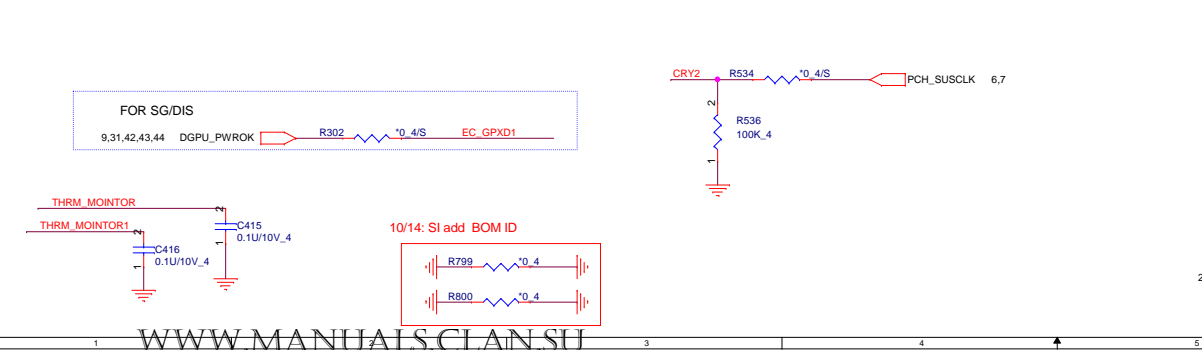 CRY2 R534 *0_4/S PCH_SUSCLK 6,7
2
R536
100K_4
1
FOR SG/DIS
9,31,42,43,44 DGPU_PWROK R302 *0_4/S EC_GPXD1
THRM_MOINTOR
2
C415
0.1U/10V_4
1
THRM_MOINTOR1
2
C416
0.1U/10V_4
1
10/14: SI add BOM ID
R799 *0_4
R800 *0_4
2
1 2 3 4 5
WWW.MANUALS.CLAN.SU